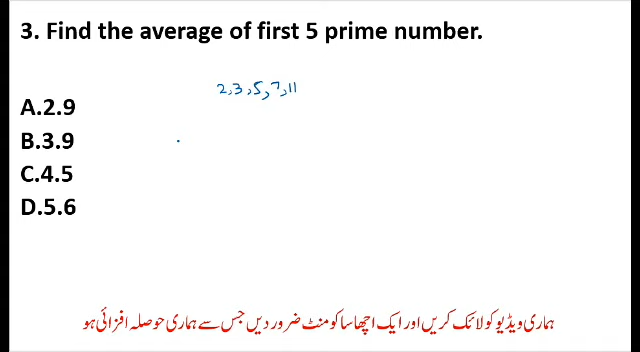 3. Find the average of first 5 prime number.
2,3,5,7,11
A.2.9
B.3.9
C.4.5
D.5.6
ہماری ویڈیو کو لائک کریں اور ایک اچھا سا کومنٹ ضرور دیں جس سے ہماری حوصلہ افزائی ہو